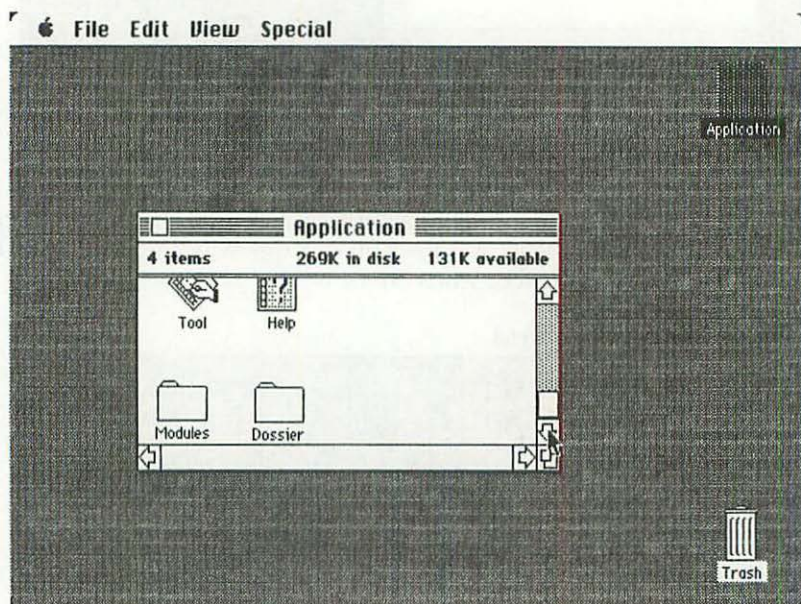 File Edit View Special
Application
Application
4 items 269K in disk 131K available
Tool Help
Modules Dossier
Trash